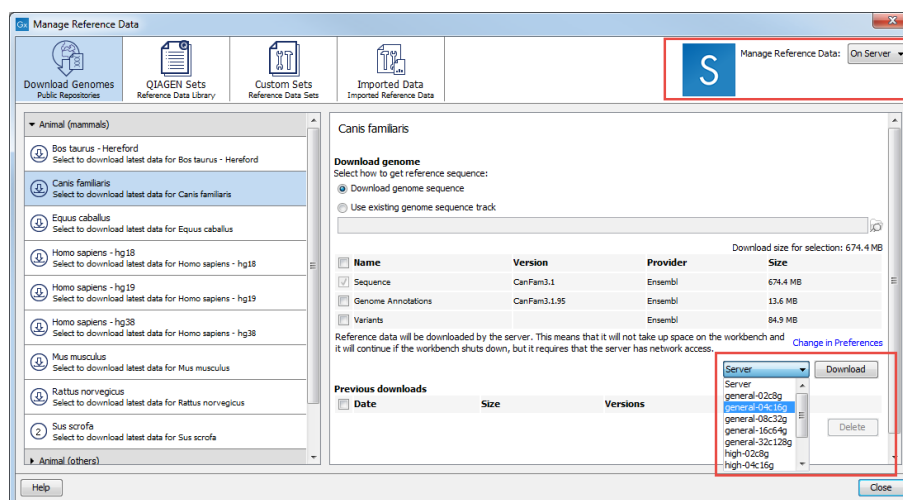 Gx Manage Reference Data
Download Genomes
Public Repositories
QIAGEN Sets
Reference Data Library
Custom Sets
Reference Data Sets
Imported Data
Imported Reference Data
S
Manage Reference Data: On Server
Animal (mammals)
Bos taurus - Hereford
Select to download latest data for Bos taurus - Hereford
Canis familiaris
Select to download latest data for Canis familiaris
Equus caballus
Select to download latest data for Equus caballus
Homo sapiens - hg18
Select to download latest data for Homo sapiens - hg18
Homo sapiens - hg19
Select to download latest data for Homo sapiens - hg19
Homo sapiens - hg38
Select to download latest data for Homo sapiens - hg38
Mus musculus
Select to download latest data for Mus musculus
Rattus norvegicus
Select to download latest data for Rattus norvegicus
2 Sus scrofa
Select to download latest data for Sus scrofa
Animal (others)
Canis familiaris
Download genome
Select how to get reference sequence:
Download genome sequence
Use existing genome sequence track
Download size for selection: 674.4 MB
Name Version Provider Size
Sequence CanFam3.1 Ensembl 674.4 MB
Genome Annotations CanFam3.1.95 Ensembl 13.6 MB
Variants Ensembl 84.9 MB
Reference data will be downloaded by the server. This means that it will not take up space on the workbench and
it will continue if the workbench shuts down, but it requires that the server has network access.
Change in Preferences
Server Download
Server
general-02c8g
general-04c16g
general-08c32g
general-16c64g
general-32c128g
high-02c8g
high-04c16g
Previous downloads
Date Size Versions
Delete
Help Close